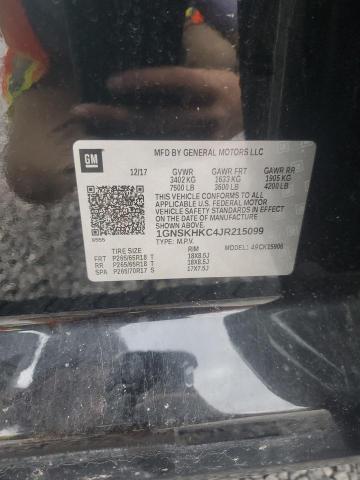 GM
MFD BY GENERAL MOTORS LLC
12/17 GVWR GAWR FRT GAWR RR
3402 KG 1633 KG 1905 KG
7500 LB 3600 LB 4200 LB
THIS VEHICLE CONFORMS TO ALL APPLICABLE
U.S. FEDERAL MOTOR VEHICLE SAFETY
STANDARDS IN EFFECT ON THE
DATE OF MANUFACTURE
SHOWN ABOVE.
1GNSKHKC4JR215099
TYPE: M.P.V. MODEL:
TIRE SIZE RIM
FRT P265/65R18 T 18X8.5J
RR P265/65R18 T 18X8.5J
SPA P265/70R17 S 17X7.5J